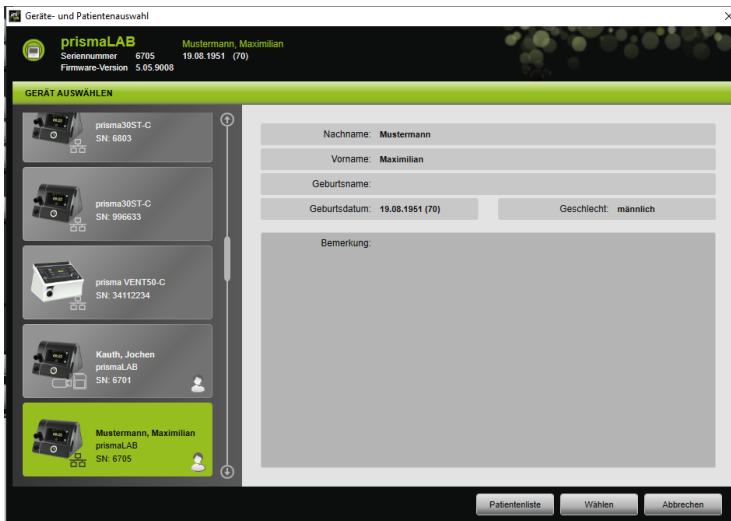 Geräte- und Patientenauswahl
prismaLAB
Mustermann, Maximilian
Seriennummer 6705
19.08.1951 (70)
Firmware-Version 5.05.9008
GERÄT AUSWÄHLEN
prisma30ST-C
SN: 6803
prisma30ST-C
SN: 996633
prisma VENT50-C
SN: 34112234
Kauth, Jochen
prismaLAB
SN: 6701
Mustermann, Maximilian
prismaLAB
SN: 6705
Nachname: Mustermann
Vorname: Maximilian
Geburtsname:
Geburtsdatum: 19.08.1951 (70)
Geschlecht: männlich
Bemerkung:
Patientenliste
Wählen
Abbrechen